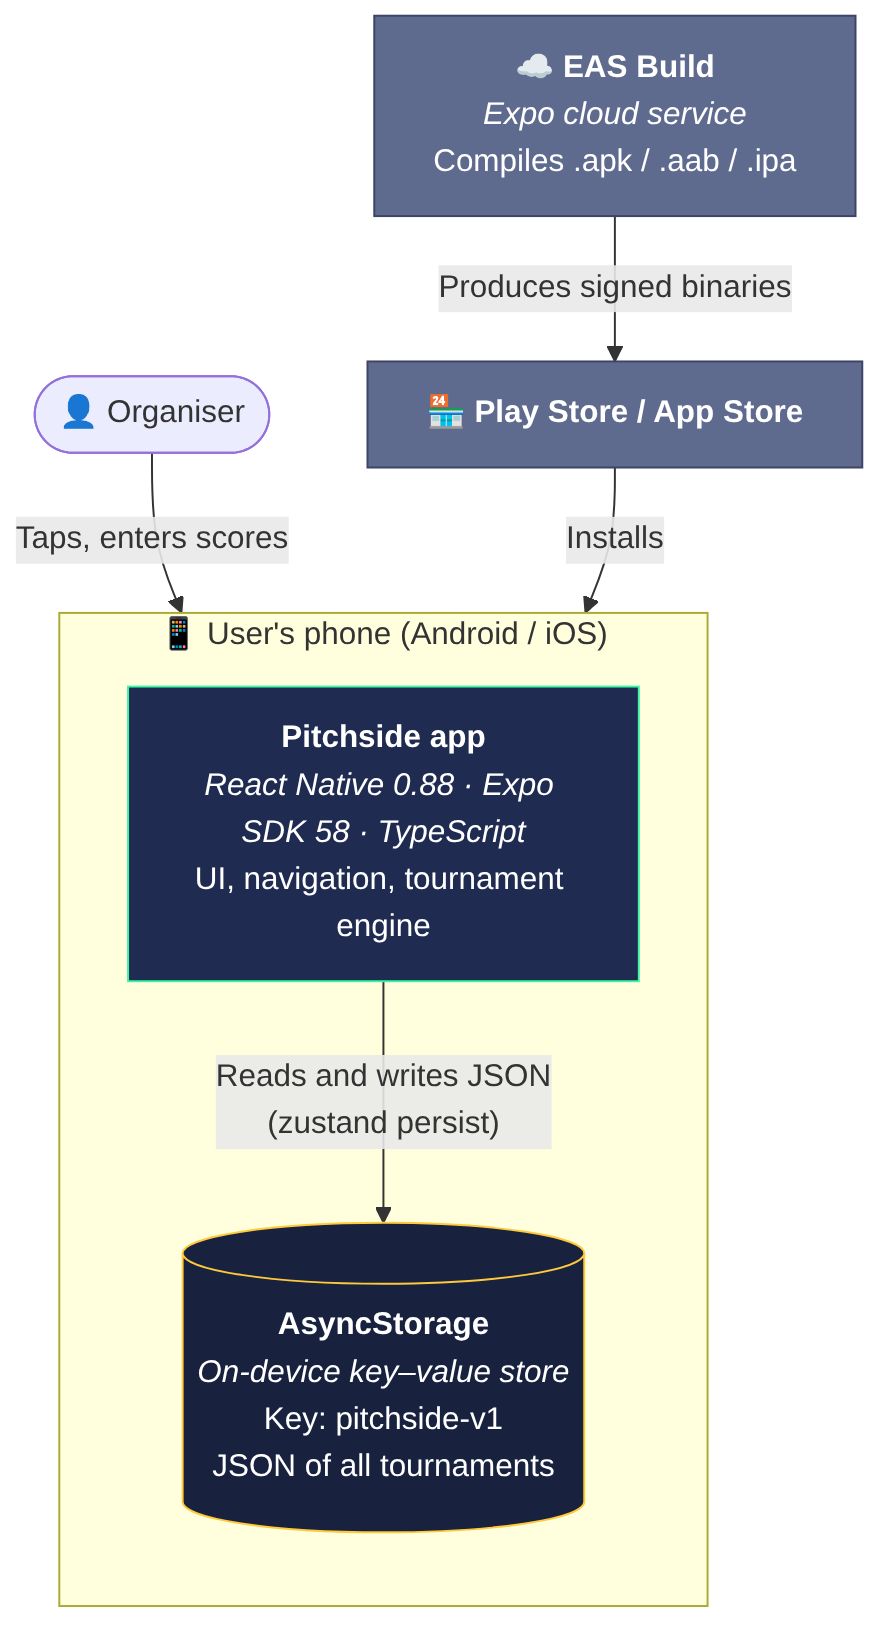 ☁️ EAS Build
Expo cloud service
Compiles .apk / .aab / .ipa
Produces signed binaries
👤 Organiser
🏪 Play Store / App Store
Taps, enters scores
Installs
📱 User's phone (Android / iOS)
Pitchside app
React Native 0.88 · Expo
SDK 58 · TypeScript
UI, navigation, tournament
engine
Reads and writes JSON
(zustand persist)
AsyncStorage
On-device key–value store
Key: pitchside-v1
JSON of all tournaments